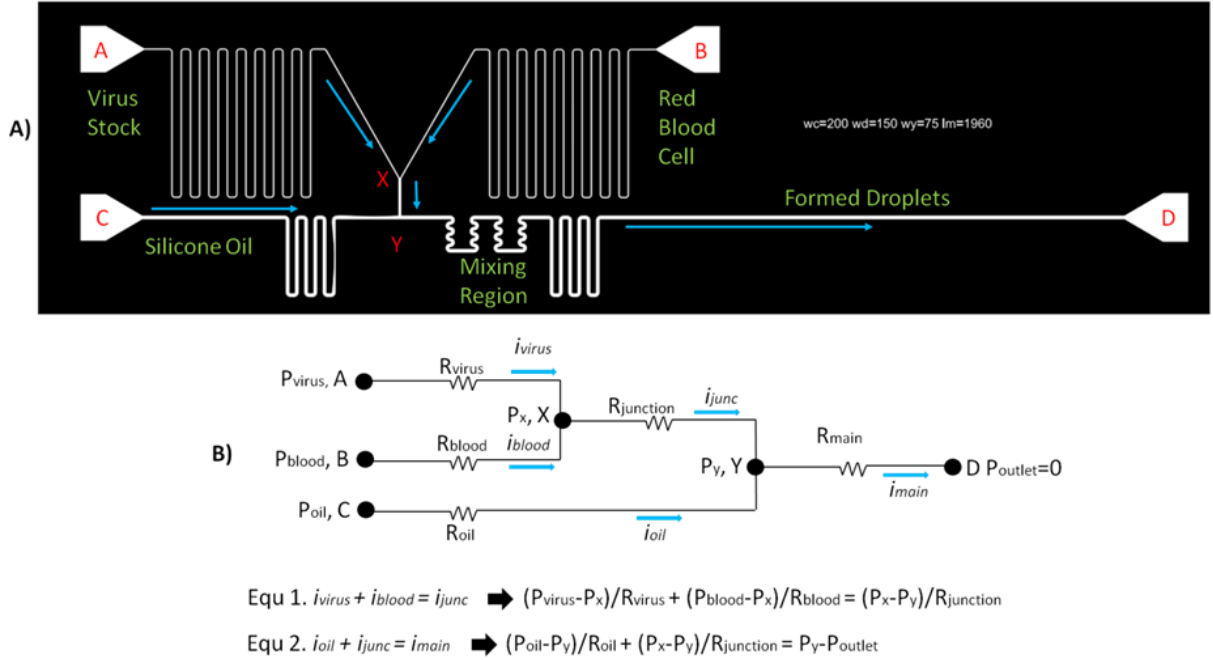 A)
A
B
Virus
Stock
Red
Blood
Cell
wc=200 wd=150 wy=75 lm=1960
X
Formed Droplets
C
D
Silicone Oil
Y
Mixing
Region
B)
ivirus
Rvirus
Pvirus, A
Px, X
Rjunction
ijunc
Rblood
iblood
Pblood, B
Rmain
Py, Y
D Poutlet=0
imain
Poil, C
Roil
ioil
Equ 1. ivirus + iblood = ijunc ➡ (Pvirus-Px)/Rvirus + (Pblood-Px)/Rblood = (Px-Py)/Rjunction
Equ 2. ioil + ijunc = imain ➡ (Poil-Py)/Roil + (Px-Py)/Rjunction = Py-Poutlet